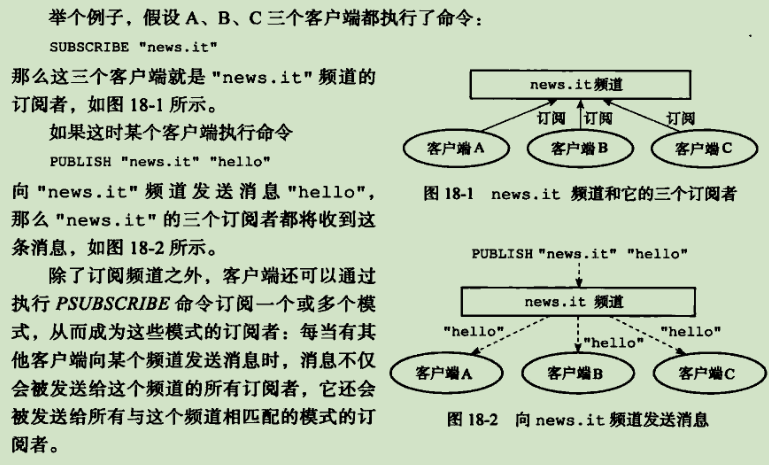 举个例子，假设 A、B、C 三个客户端都执行了命令：
SUBSCRIBE "news.it"
那么这三个客户端就是 "news.it" 频道的
订阅者，如图 18-1 所示。
如果这时某个客户端执行命令
PUBLISH "news.it" "hello"
向 "news.it" 频道发送消息 "hello"，
那么 "news.it" 的三个订阅者都将收到这
条消息，如图 18-2 所示。
除了订阅频道之外，客户端还可以通过
执行 PSUBSCRIBE 命令订阅一个或多个模
式，从而成为这些模式的订阅者：每当有其
他客户端向某个频道发送消息时，消息不仅
会被发送给这个频道的所有订阅者，它还会
被发送给所有与这个频道相匹配的模式的订
阅者。
news.it 频道
订阅 订阅 订阅
客户端 A 客户端 B 客户端 C
图 18-1 news.it 频道和它的三个订阅者
PUBLISH "news.it" "hello"
news.it 频道
"hello" "hello" "hello"
客户端 A 客户端 B 客户端 C
图 18-2 向 news.it 频道发送消息